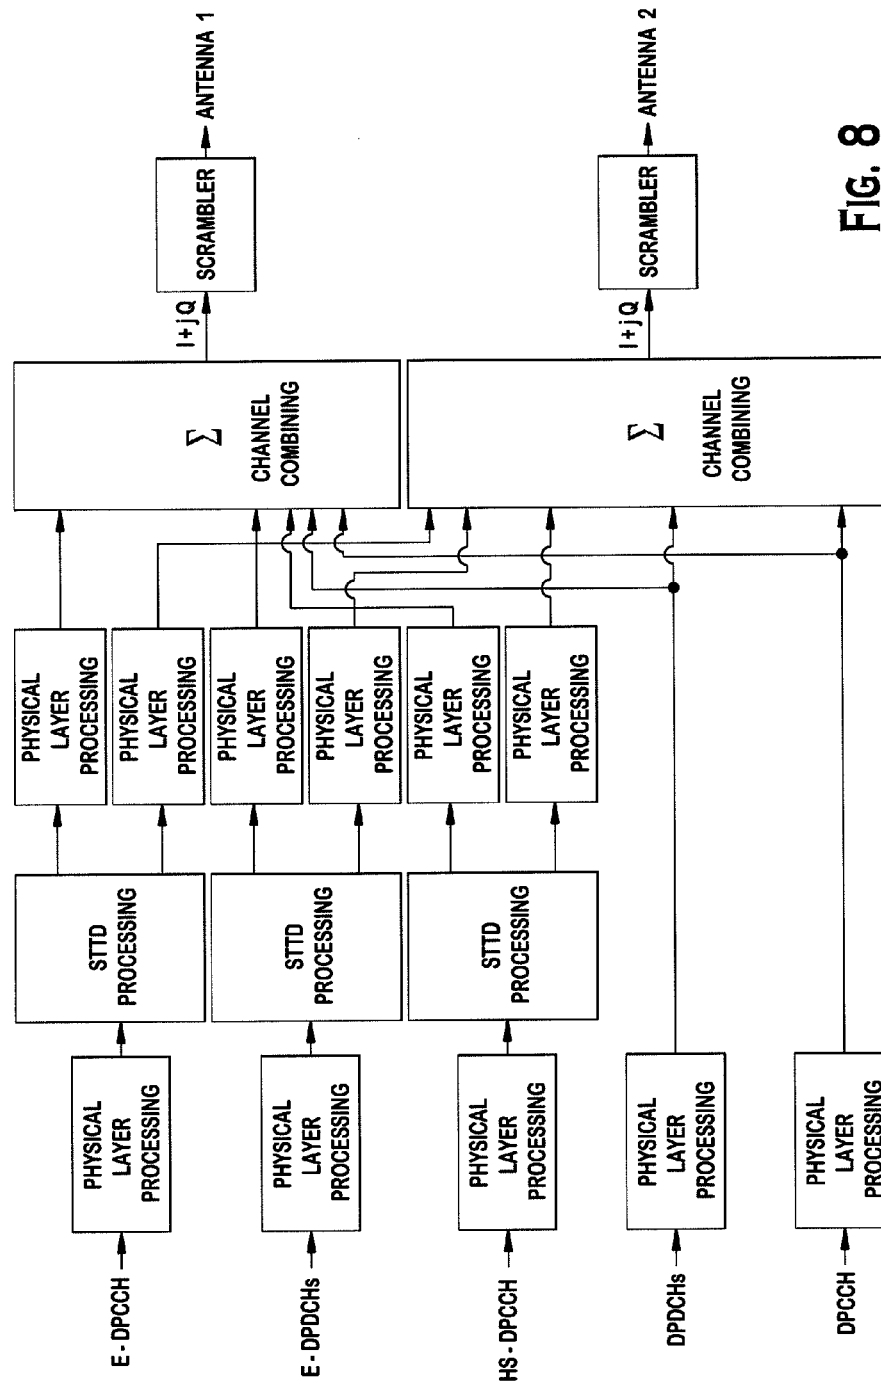 E - DPCCH
PHYSICAL
LAYER
PROCESSING
STTD
PROCESSING
PHYSICAL
LAYER
PROCESSING
PHYSICAL
LAYER
PROCESSING
E - DPDCHs
PHYSICAL
LAYER
PROCESSING
STTD
PROCESSING
PHYSICAL
LAYER
PROCESSING
PHYSICAL
LAYER
PROCESSING
HS - DPCCH
PHYSICAL
LAYER
PROCESSING
STTD
PROCESSING
PHYSICAL
LAYER
PROCESSING
PHYSICAL
LAYER
PROCESSING
DPDCHs
PHYSICAL
LAYER
PROCESSING
DPCCH
PHYSICAL
LAYER
PROCESSING
Σ
CHANNEL
COMBINING
I+jQ
SCRAMBLER
ANTENNA 1
Σ
CHANNEL
COMBINING
I+jQ
SCRAMBLER
ANTENNA 2
FIG. 8